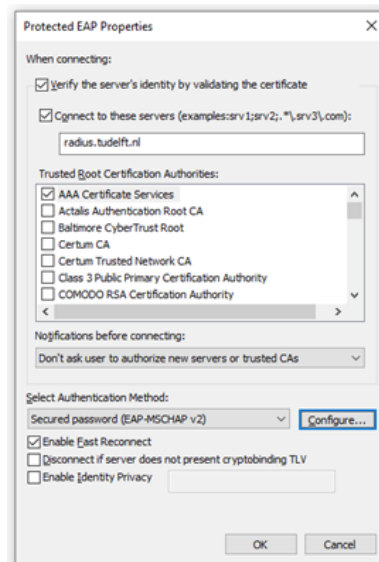 Protected EAP Properties
When connecting:
Verify the server's identity by validating the certificate
Connect to these servers (examples:srv1;srv2;.*\.srv3\.com):
radius.tudelft.nl
Trusted Root Certification Authorities:
AAA Certificate Services
Actalis Authentication Root CA
Baltimore CyberTrust Root
Certum CA
Certum Trusted Network CA
Class 3 Public Primary Certification Authority
COMODO RSA Certification Authority
Notifications before connecting:
Don't ask user to authorize new servers or trusted CAs
Select Authentication Method:
Secured password (EAP-MSCHAP v2) Configure...
Enable Fast Reconnect
Disconnect if server does not present cryptobinding TLV
Enable Identity Privacy
OK Cancel